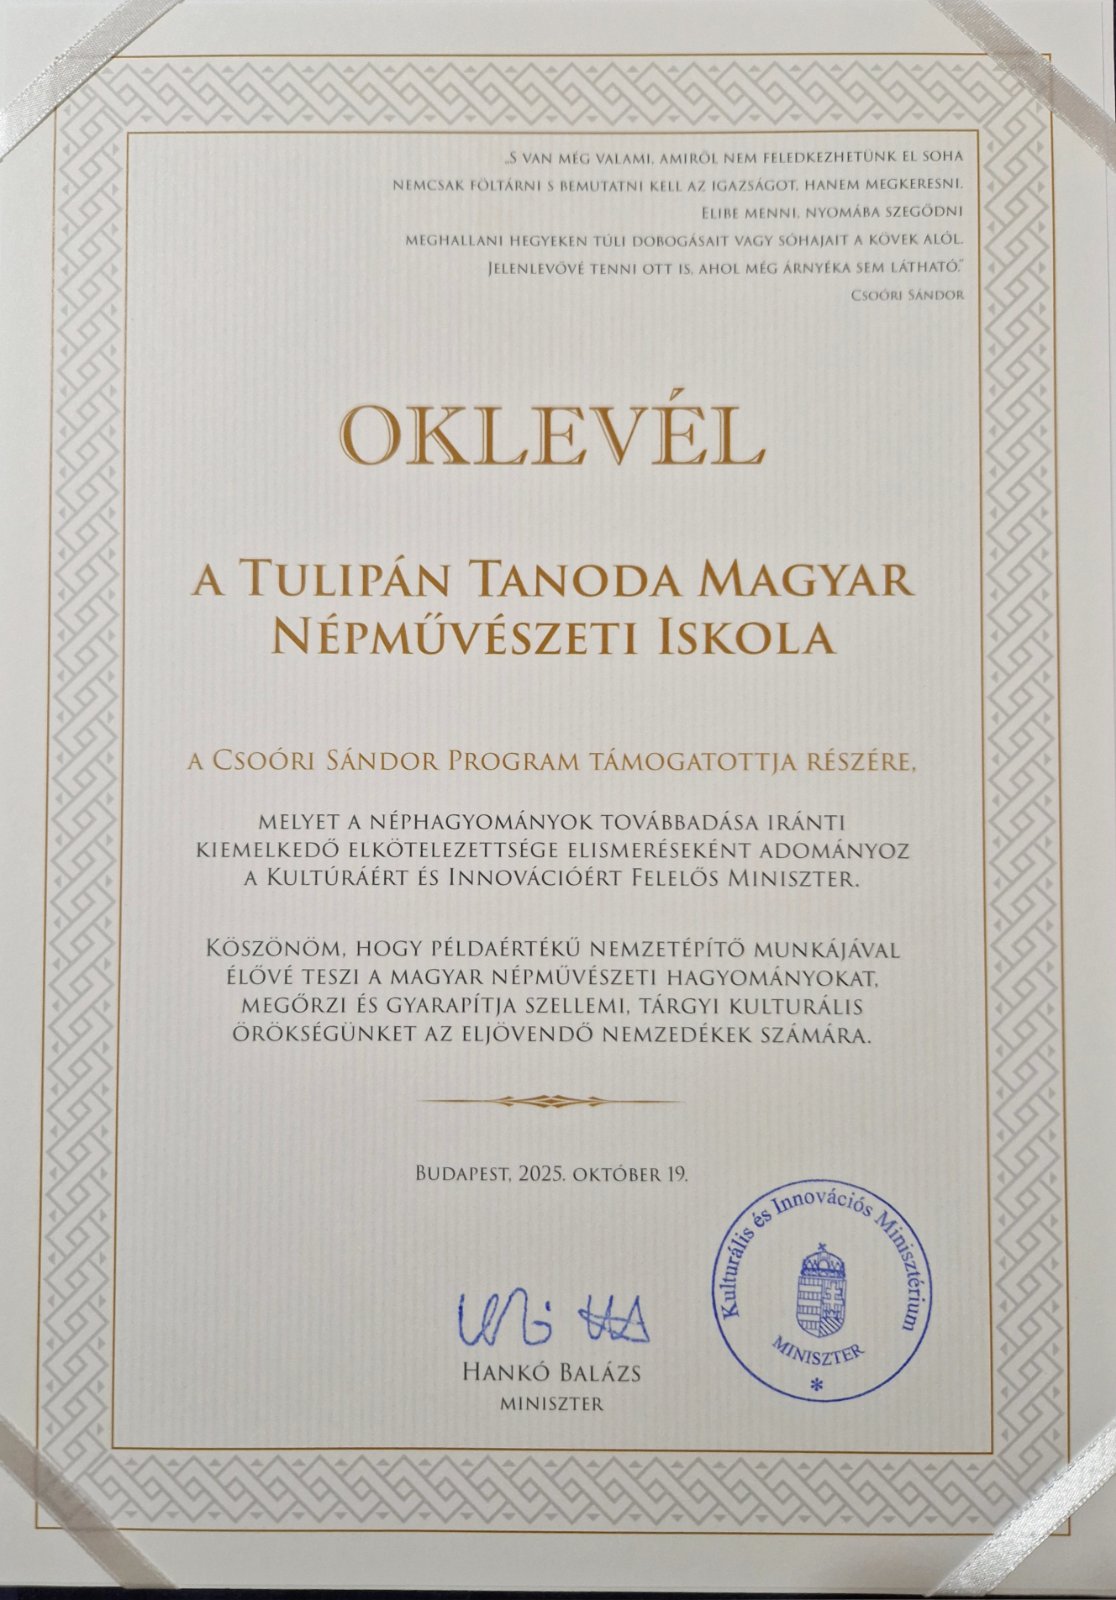 „S VAN MÉG VALAMI, AMIRŐL NEM FELEDKEZHETÜNK EL SOHA
NEMCSAK FÖLTÁRNI S BEMUTATNI KELL AZ IGAZSÁGOT, HANEM MEGKERESNI.
ELIBE MENNI, NYOMÁBA SZEGŐDNI
MEGHALLANI HEGYEKEN TÚLI DOBOGÁSAIT VAGY SÓHAJAIT A KÖVEK ALÓL.
JELENLEVŐVÉ TENNI OTT IS, AHOL MÉG ÁRNYÉKA SEM LÁTHATÓ.”
CSOÓRI SÁNDOR
OKLEVÉL
A TULIPÁN TANODA MAGYAR
NÉPMŰVÉSZETI ISKOLA
A CSOÓRI SÁNDOR PROGRAM TÁMOGATOTTJA RÉSZÉRE,
MELYET A NÉPHAGYOMÁNYOK TOVÁBBADÁSA IRÁNTI
KIEMELKEDŐ ELKÖTELEZETTSÉGE ELISMERÉSEKÉNT ADOMÁNYOZ
A KULTÚRÁÉRT ÉS INNOVÁCIÓÉRT FELELŐS MINISZTER.
KÖSZÖNÖM, HOGY PÉLDAÉRTÉKŰ NEMZETÉPÍTŐ MUNKÁJÁVAL
ÉLŐVÉ TESZI A MAGYAR NÉPMŰVÉSZETI HAGYOMÁNYOKAT,
MEGŐRZI ÉS GYARAPÍTJA SZELLEMI, TÁRGYI KULTURÁLIS
ÖRÖKSÉGÜNKET AZ ELJÖVENDŐ NEMZEDÉKEK SZÁMÁRA.
BUDAPEST, 2025. OKTÓBER 19.
Kulturális és Innovációs Minisztérium
MINISZTER
*
HANKÓ BALÁZS
MINISZTER